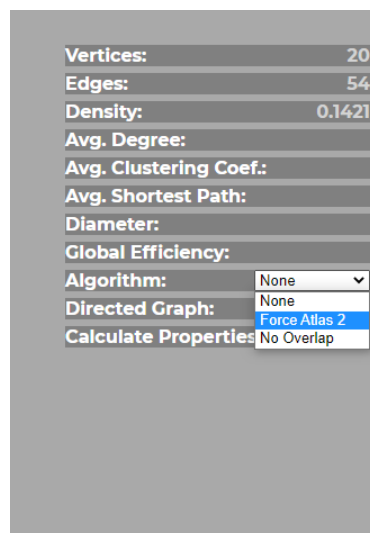 Vertices: 20
Edges: 54
Density: 0.1421
Avg. Degree:
Avg. Clustering Coef.:
Avg. Shortest Path:
Diameter:
Global Efficiency:
Algorithm: None
Directed Graph: None
Force Atlas 2
Calculate Properties No Overlap